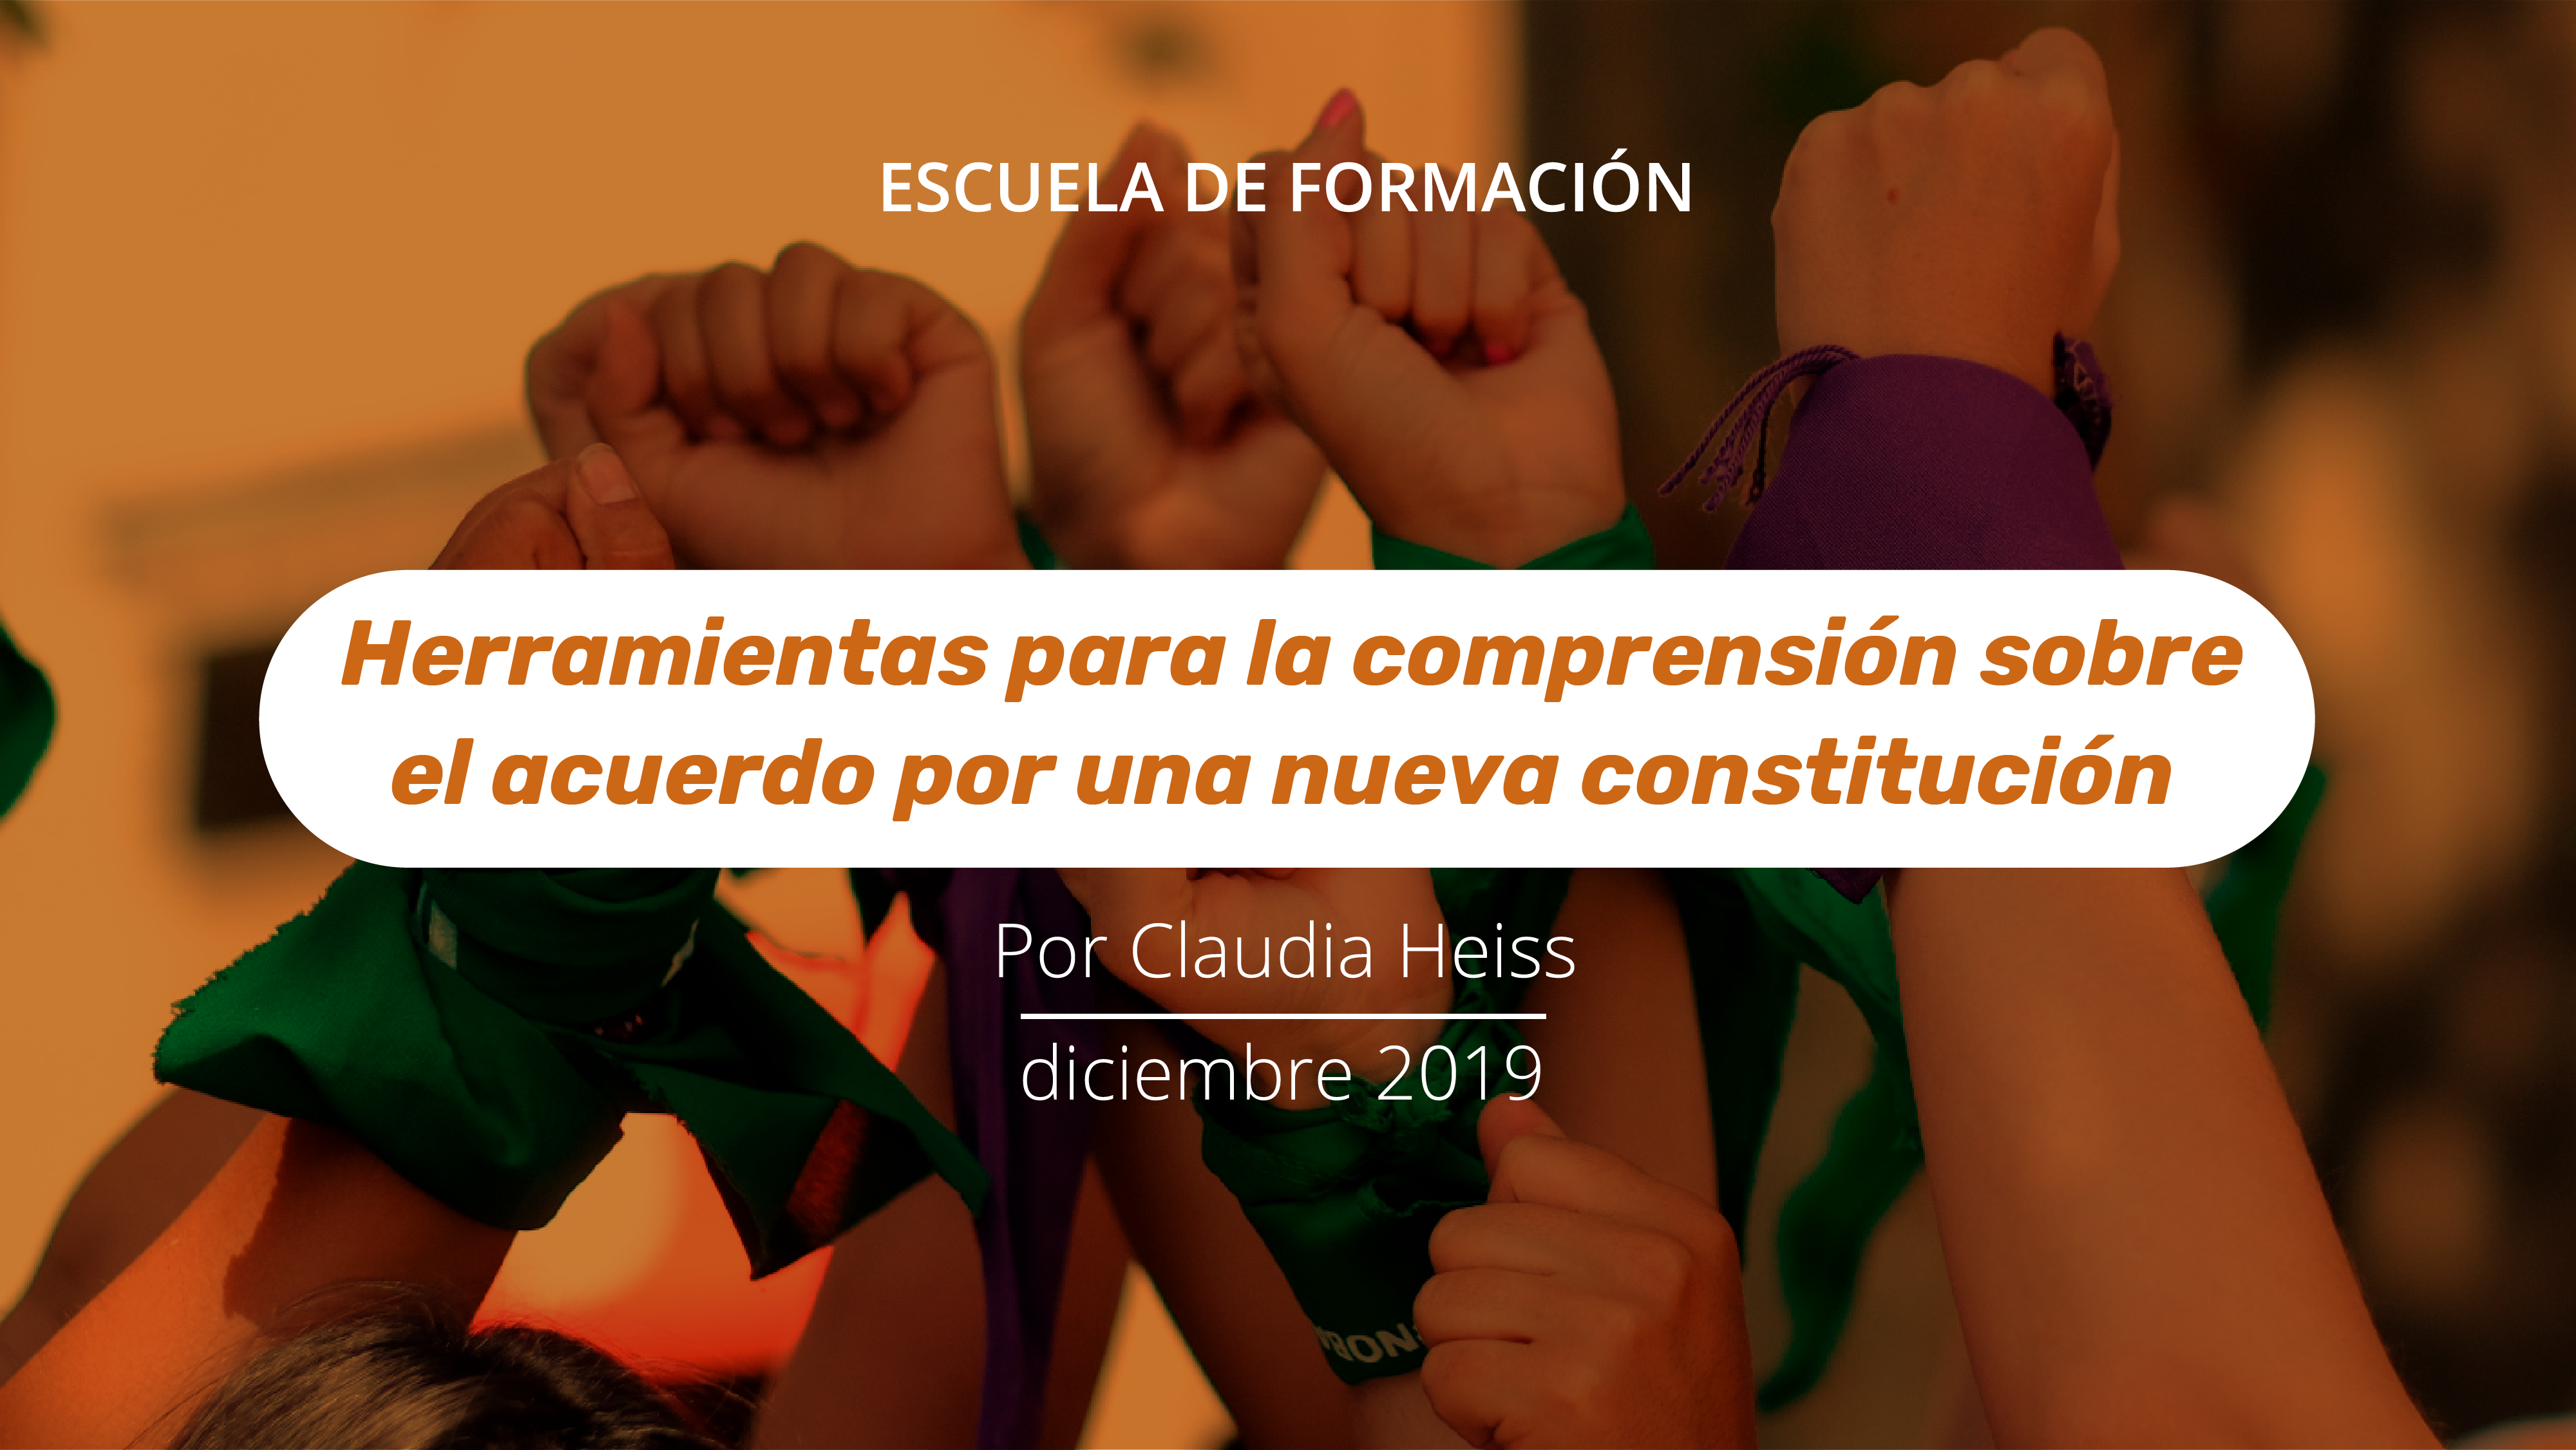 ESCUELA DE FORMACIÓN
Herramientas para la comprensión sobre
el acuerdo por una nueva constitución
Por Claudia Heiss
diciembre 2019